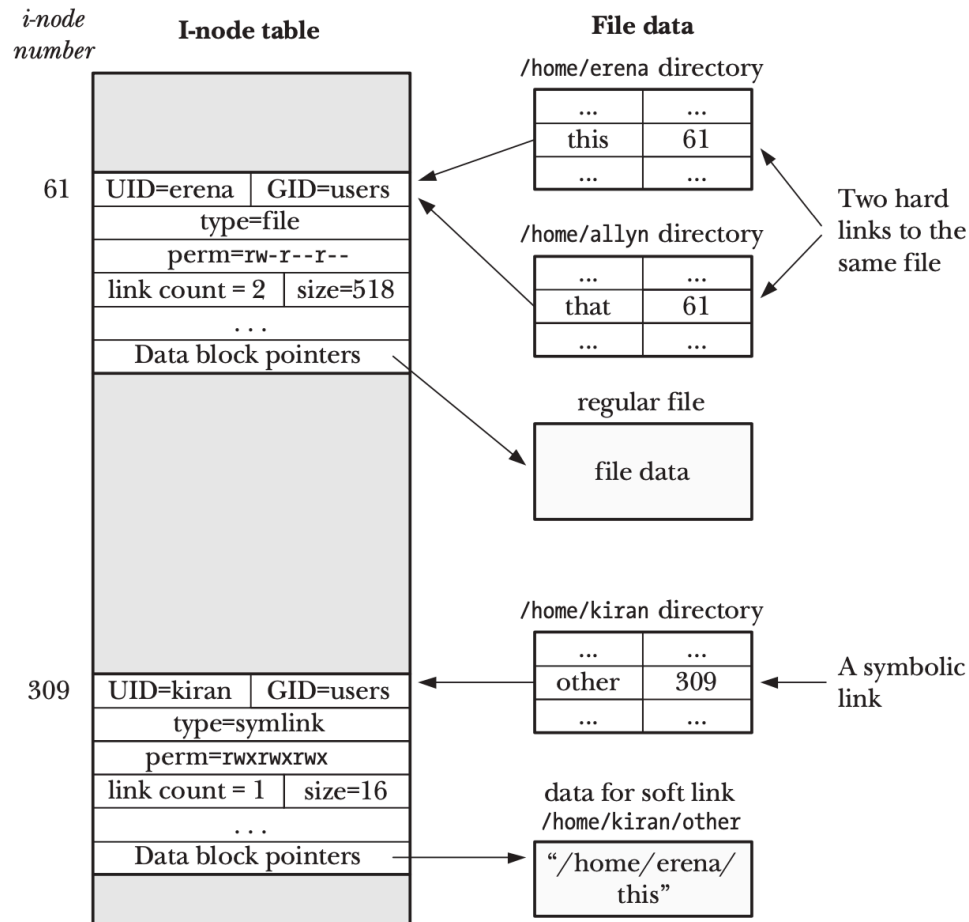 i-node
number
I-node table
File data
/home/erena directory
... ...
this 61
... ...
61
UID=erena GID=users
type=file
perm=rw-r--r--
link count = 2 size=518
. . .
Data block pointers
/home/allyn directory
... ...
that 61
... ...
Two hard
links to the
same file
regular file
file data
/home/kiran directory
... ...
other 309
... ...
A symbolic
link
309
UID=kiran GID=users
type=symlink
perm=rwxrwxrwx
link count = 1 size=16
. . .
Data block pointers
data for soft link
/home/kiran/other
“/home/erena/
this”